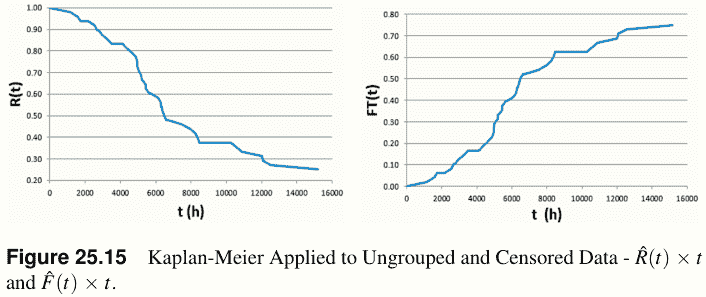 1.00
0.90
0.80
0.70
0.60
0.50
0.40
0.30
0.20
R(t)
0 2000 4000 6000 8000 10000 12000 14000 16000
t (h)
0.80
0.70
0.60
0.50
0.40
0.30
0.20
0.10
0.00
FT(t)
0 2000 4000 6000 8000 10000 12000 14000 16000
t (h)
Figure 25.15 Kaplan-Meier Applied to Ungrouped and Censored Data - R̂(t) × t
and F̂(t) × t.